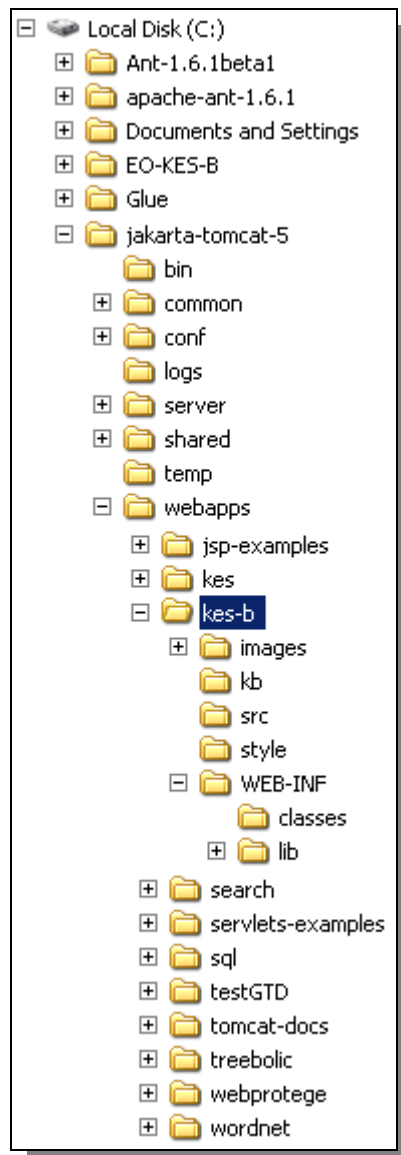 Local Disk (C:)
Ant-1.6.1beta1
apache-ant-1.6.1
Documents and Settings
EO-KES-B
Glue
jakarta-tomcat-5
bin
common
conf
logs
server
shared
temp
webapps
jsp-examples
kes
kes-b
images
kb
src
style
WEB-INF
classes
lib
search
servlets-examples
sql
testGTD
tomcat-docs
treebolic
webprotege
wordnet